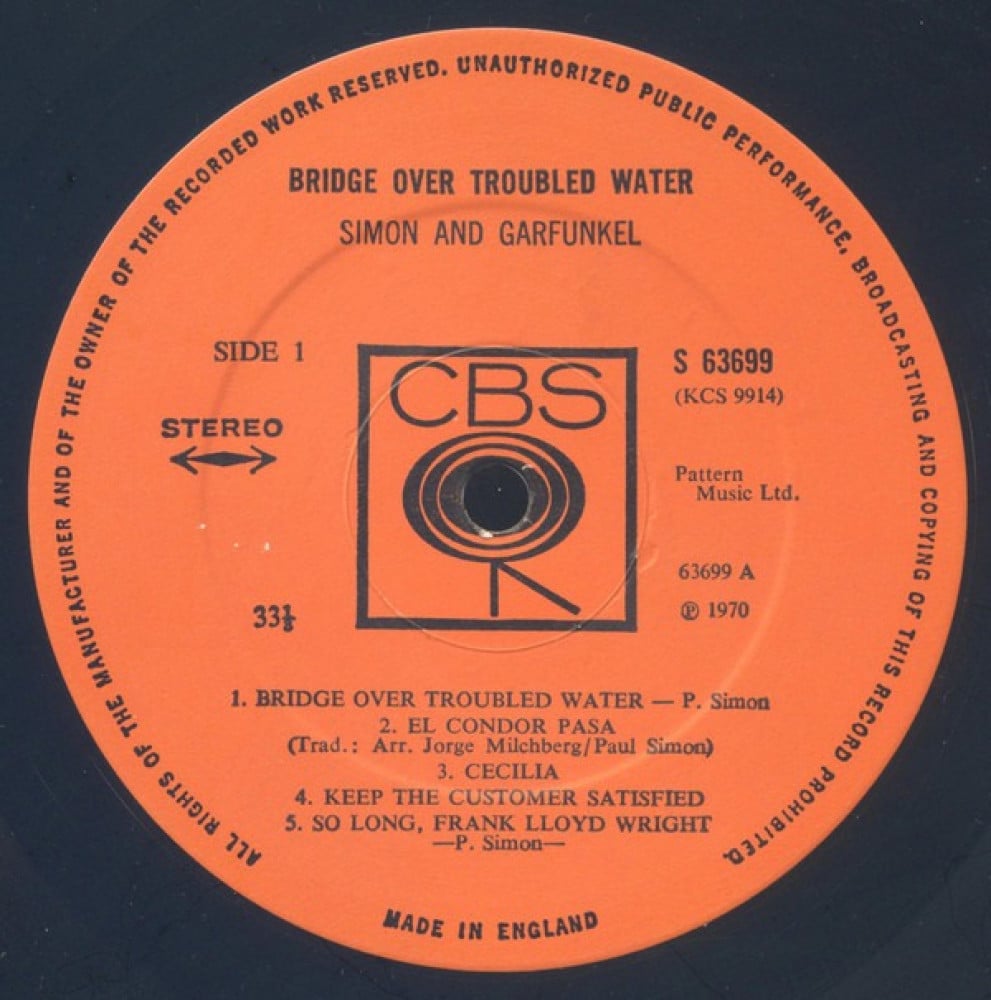 ALL RIGHTS OF THE MANUFACTURER AND OF THE OWNER OF THE RECORDED WORK RESERVED. UNAUTHORIZED PUBLIC PERFORMANCE, BROADCASTING AND COPYING OF THIS RECORD PROHIBITED.
BRIDGE OVER TROUBLED WATER
SIMON AND GARFUNKEL
SIDE 1
STEREO
33⅓
CBS
S 63699
(KCS 9914)
Pattern
Music Ltd.
63699 A
℗ 1970
1. BRIDGE OVER TROUBLED WATER — P. Simon
2. EL CONDOR PASA
(Trad.: Arr. Jorge Milchberg/Paul Simon)
3. CECILIA
4. KEEP THE CUSTOMER SATISFIED
5. SO LONG, FRANK LLOYD WRIGHT
—P. Simon—
MADE IN ENGLAND